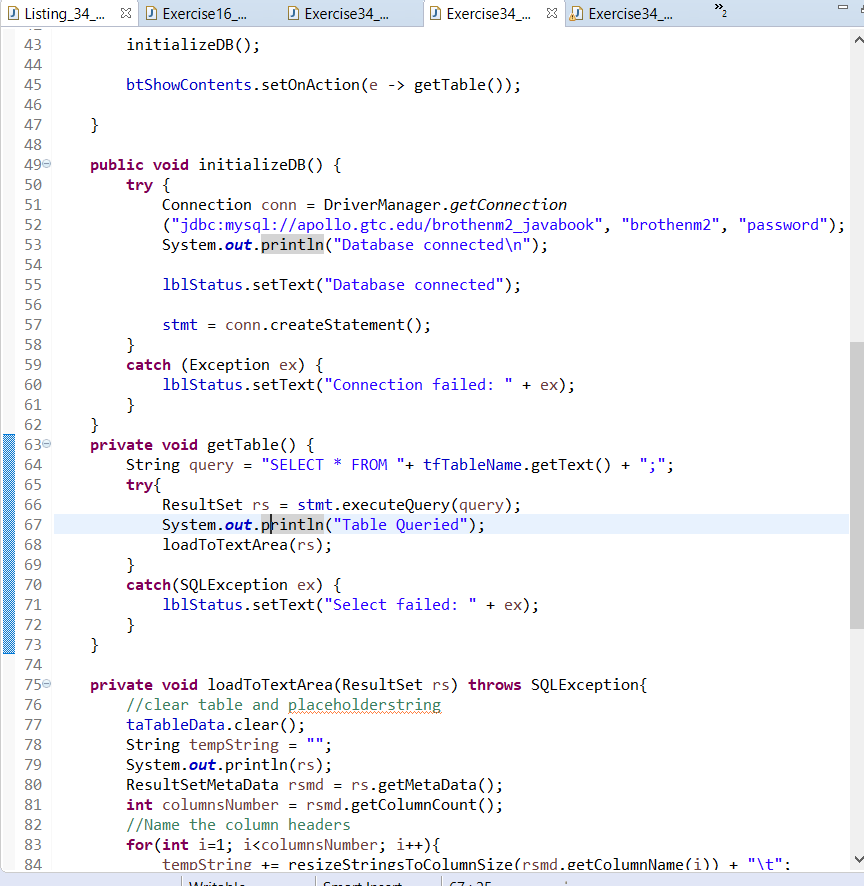 Listing_34_...
Exercise16_...
Exercise34_...
Exercise34_...
Exercise34_...
2
43 initializeDB();
44
45 btShowContents.setOnAction(e -> getTable());
46
47 }
48
49 public void initializeDB() {
50 try {
51 Connection conn = DriverManager.getConnection
52 ("jdbc:mysql://apollo.gtc.edu/brothenm2_javabook", "brothenm2", "password");
53 System.out.println("Database connected\n");
54
55 lblStatus.setText("Database connected");
56
57 stmt = conn.createStatement();
58 }
59 catch (Exception ex) {
60 lblStatus.setText("Connection failed: " + ex);
61 }
62 }
63 private void getTable() {
64 String query = "SELECT * FROM "+ tfTableName.getText() + ";";
65 try{
66 ResultSet rs = stmt.executeQuery(query);
67 System.out.println("Table Queried");
68 loadToTextArea(rs);
69 }
70 catch(SQLException ex) {
71 lblStatus.setText("Select failed: " + ex);
72 }
73 }
74
75 private void loadToTextArea(ResultSet rs) throws SQLException{
76 //clear table and placeholderstring
77 taTableData.clear();
78 String tempString = "";
79 System.out.println(rs);
80 ResultSetMetaData rsmd = rs.getMetaData();
81 int columnsNumber = rsmd.getColumnCount();
82 //Name the column headers
83 for(int i=1; i<columnsNumber; i++){
84 tempString += resizeStringsToColumnSize(rsmd.getColumnName(i)) + "\t";
Writable Smart Insert 67 : 25